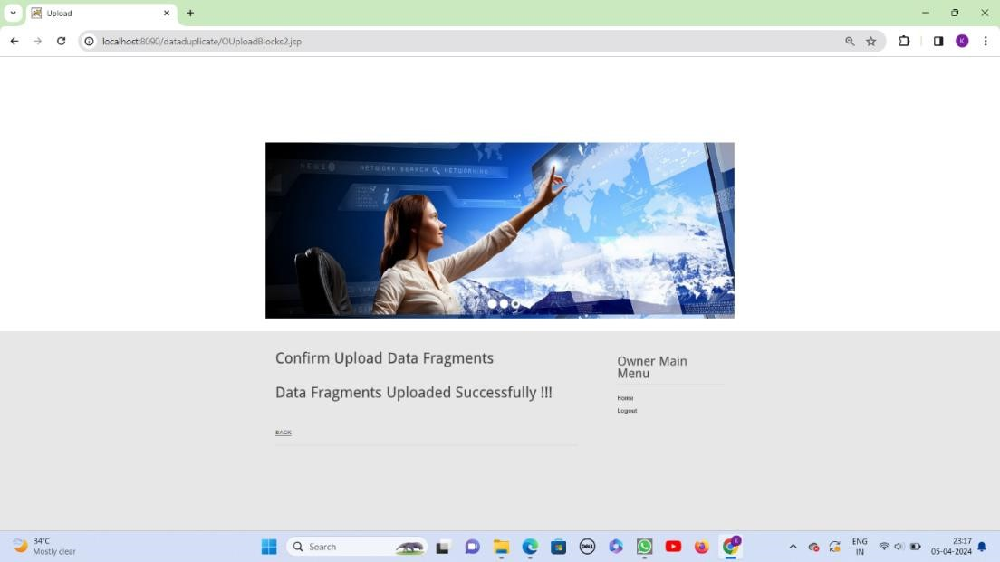 Upload
localhost:8090/dataduplicate/OUploadBlocks2.jsp
K
NEWS
NETWORK SEARCH NETWORKING
Confirm Upload Data Fragments
Data Fragments Uploaded Successfully !!!
BACK
Owner Main
Menu
Home
Logout
34°C
Mostly clear
Search
DELL
K
ENG
IN
23:17
05-04-2024